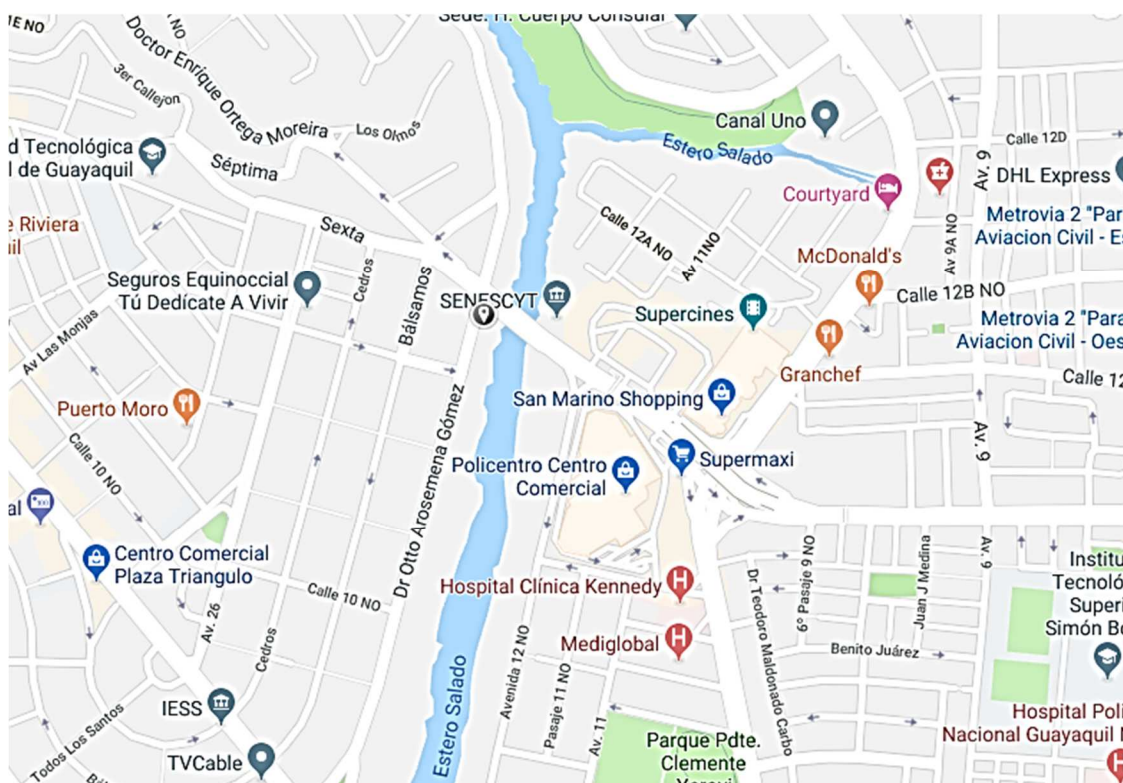 Sede. H. Cuerpo Consular
Doctor Enrique Ortega
Moreira
3er Callejon
Los Olmos
Canal Uno
Calle 12D
Estero Salado
d Tecnológica
l de Guayaquil
Séptima
Av. 9
DHL Express
Courtyard
Metrovia 2 "Par
Aviacion Civil - Es
e Riviera
il
Sexta
Calle 12A NO
Av 11NO
Av 9A NO
McDonald's
Seguros Equinoccial
Tú Dedícate A Vivir
Cedros
Bálsamos
SENESCYT
Supercines
Calle 12B NO
Metrovia 2 "Para
Aviacion Civil - Oes
Av Las Monjas
Granchef
Calle 12
Puerto Moro
San Marino Shopping
Dr Otto Arosemena Gómez
Av. 9
Calle 10 NO
Policentro Centro
Comercial
Supermaxi
al
Centro Comercial
Plaza Triangulo
Calle 10 NO
Hospital Clínica Kennedy
Dr Teodoro Maldonado Carbo
6° Pasaje 9 NO
Juan J Medina
Av. 9
Institu
Tecnoló
Superi
Simón Bo
Av. 26
Cedros
Mediglobal
Benito Juárez
Estero Salado
Avenida 12 NO
Pasaje 11 NO
Av. 11
IESS
Todos Los Santos
TVCable
Parque Pdte.
Clemente
Hospital Poli
Nacional Guayaquil